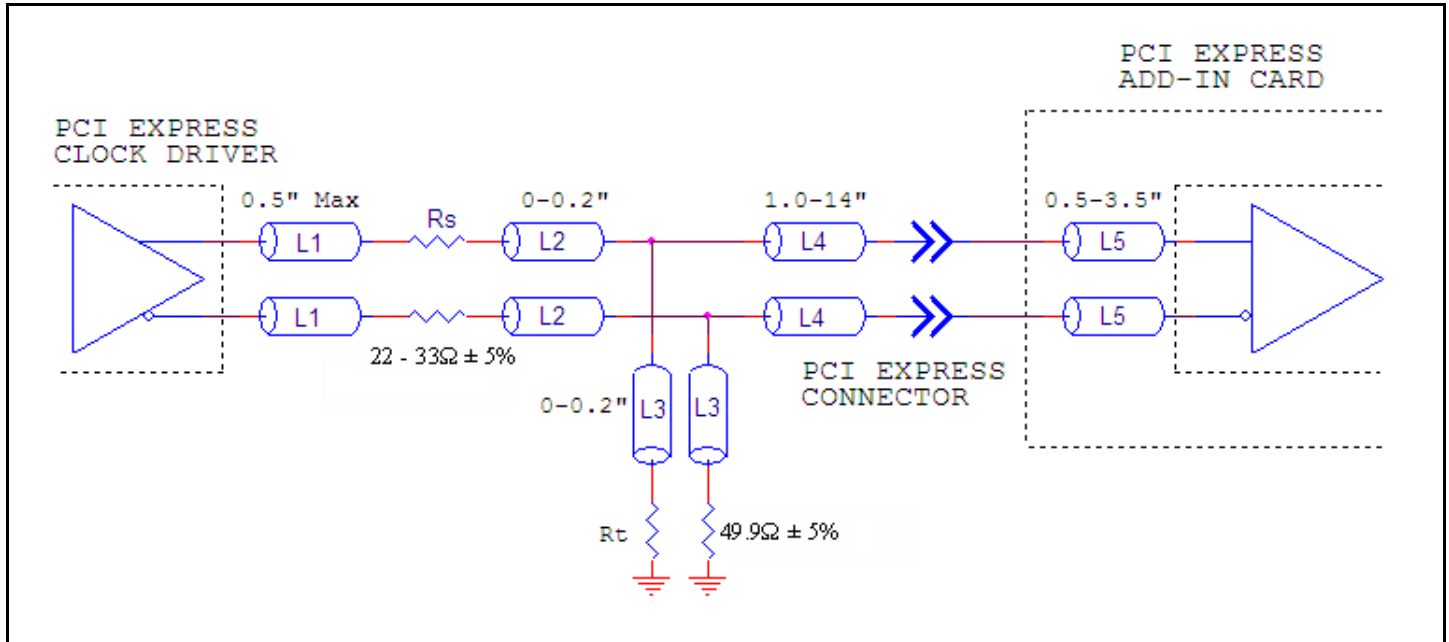 PCI EXPRESS
ADD-IN CARD
PCI EXPRESS
CLOCK DRIVER
0.5" Max
Rs
0-0.2"
1.0-14"
0.5-3.5"
L1
L2
L4
L5
L1
L2
L4
L5
22 - 33Ω ± 5%
PCI EXPRESS
CONNECTOR
0-0.2"
L3
L3
Rt
49.9Ω ± 5%